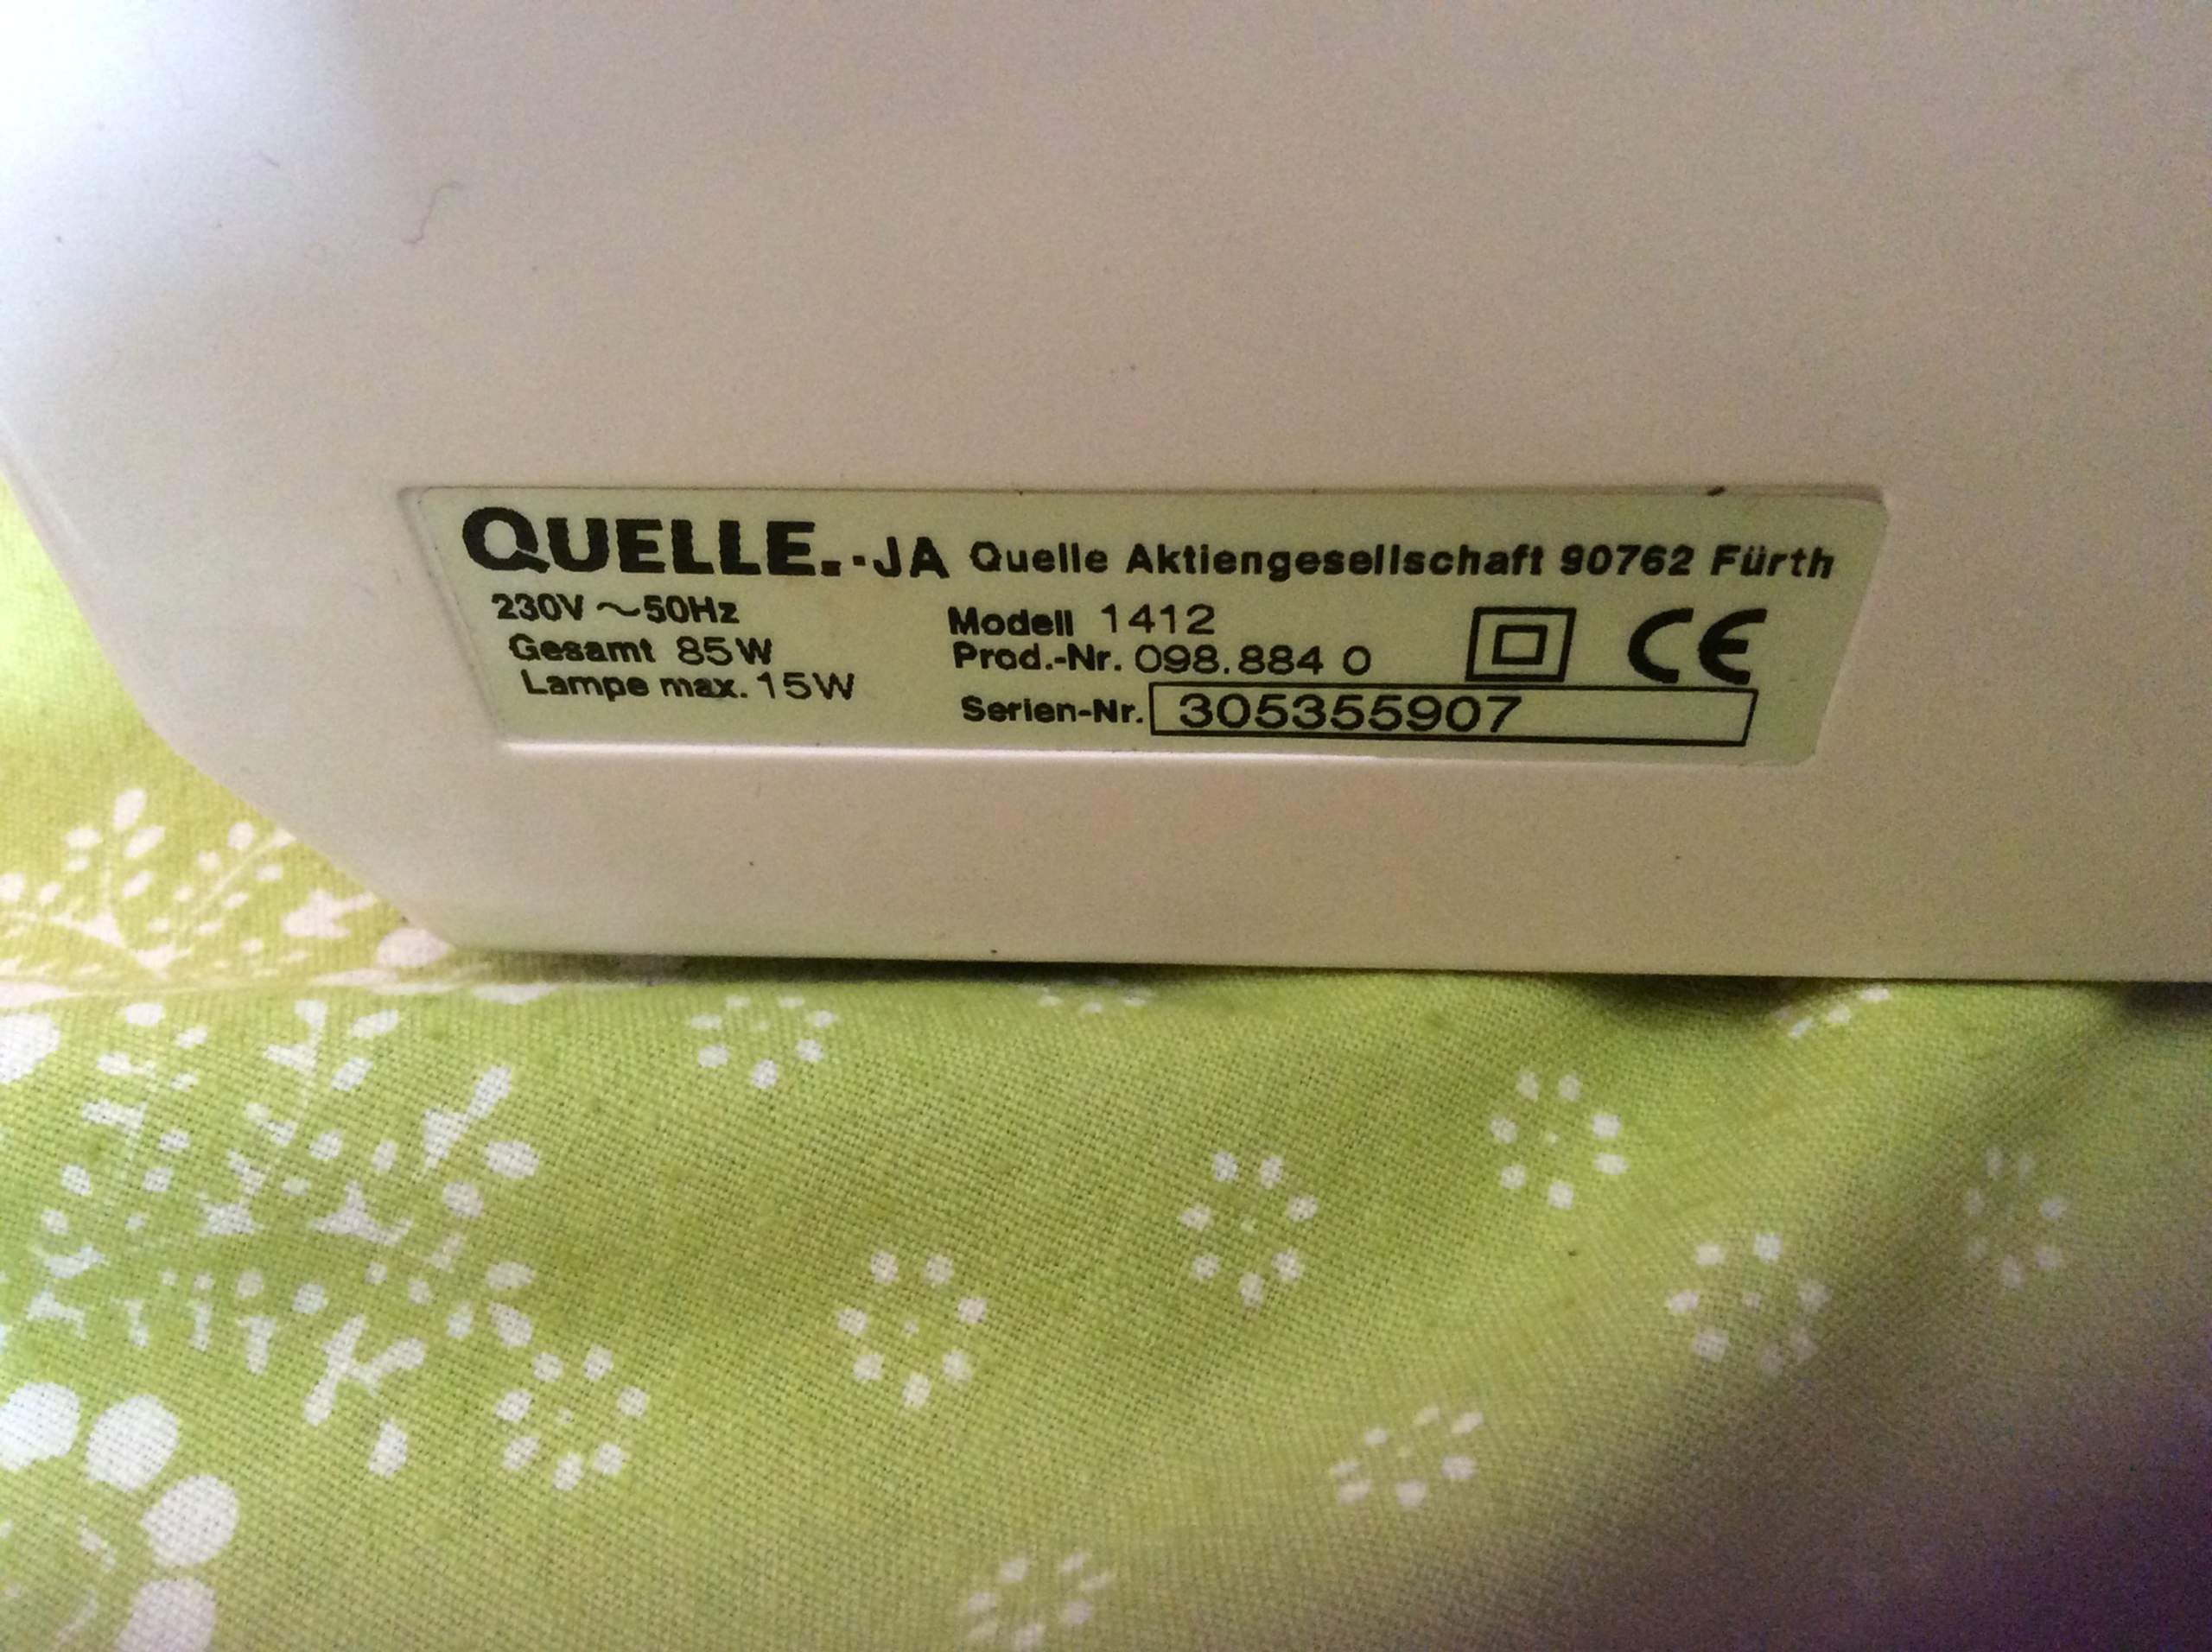 QUELLE.-JA Quelle Aktiengesellschaft 90762 Fürth
230V ~50Hz
Gesamt 85W
Lampe max. 15W
Modell 1412
Prod.-Nr. 098.884 0
CE
Serien-Nr. 305355907